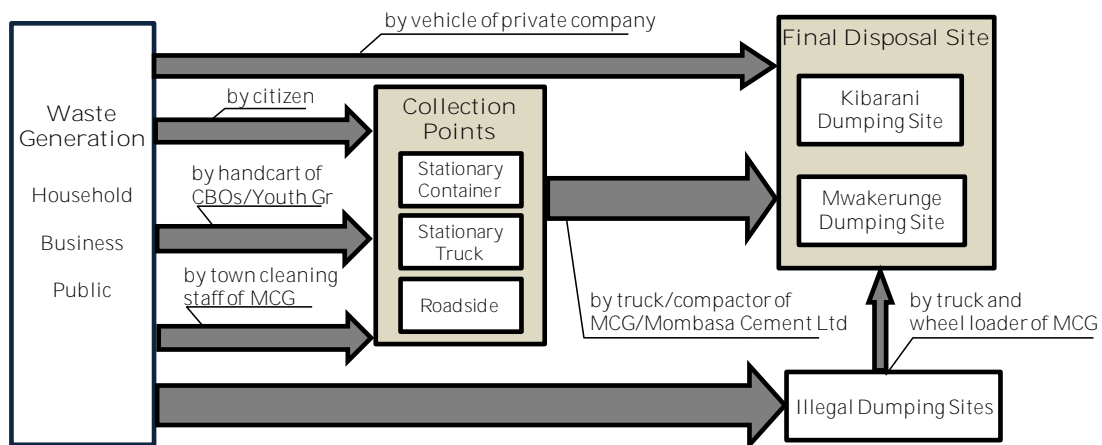 by vehicle of private company
Waste
Generation
Household
Business
Public
by citizen
by handcart of
CBOs/Youth Gr
by town cleaning
staff of MCG
Collection
Points
Stationary
Container
Stationary
Truck
Roadside
by truck/compactor of
MCG/Mombasa Cement Ltd
Final Disposal Site
Kibarani
Dumping Site
Mwakerunge
Dumping Site
by truck and
wheel loader of MCG
Illegal Dumping Sites